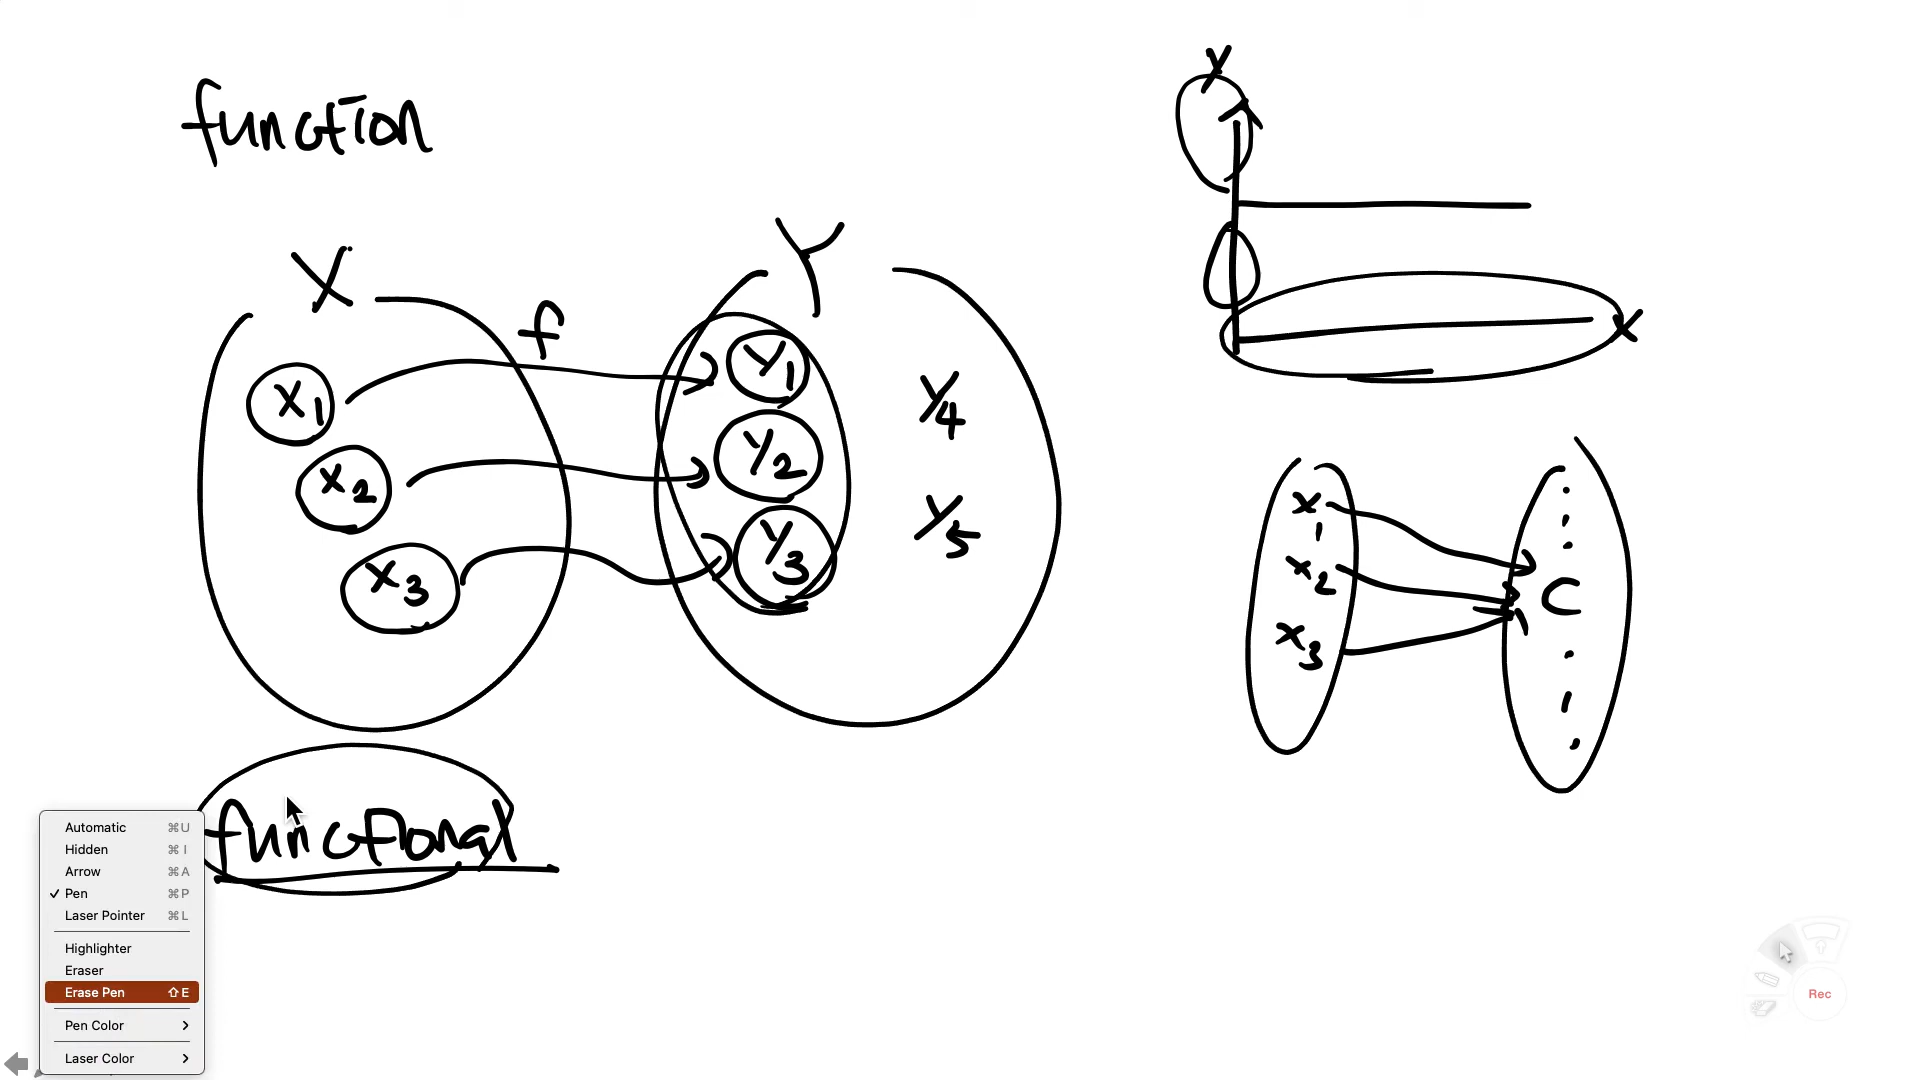 function
X
f
Y
x1
x2
x3
y1
y2
y3
y4
y5
y
x
x1
x2
x3
C
functional
Automatic ⌘U
Hidden ⌘I
Arrow ⌘A
✓ Pen ⌘P
Laser Pointer ⌘L
Highlighter
Eraser
Erase Pen ⇧E
Pen Color >
Laser Color >
Rec